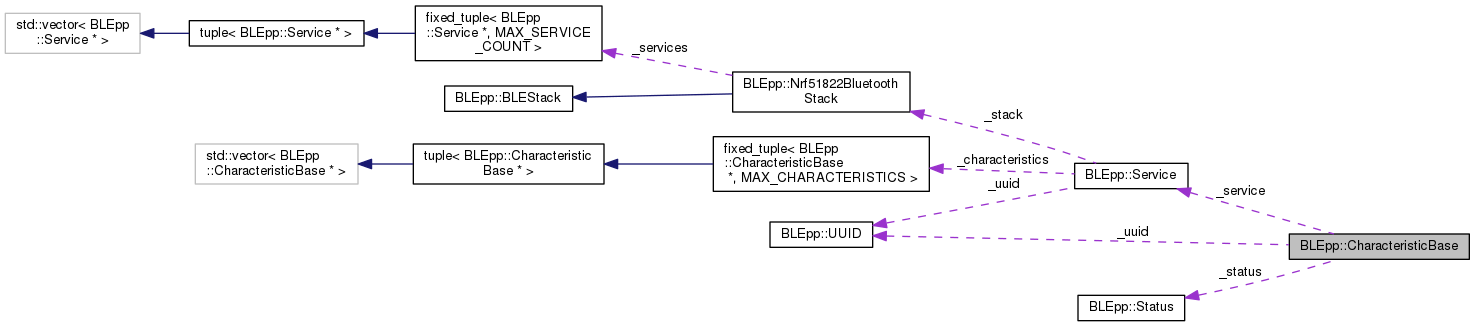 std::vector< BLEpp
::Service * >
tuple< BLEpp::Service * >
fixed_tuple< BLEpp
::Service *, MAX_SERVICE
_COUNT >
_services
BLEpp::BLEStack
BLEpp::Nrf51822Bluetooth
Stack
_stack
std::vector< BLEpp
::CharacteristicBase * >
tuple< BLEpp::Characteristic
Base * >
fixed_tuple< BLEpp
::CharacteristicBase
*, MAX_CHARACTERISTICS >
_characteristics
_uuid
BLEpp::Service
_service
BLEpp::UUID
_uuid
BLEpp::CharacteristicBase
_status
BLEpp::Status